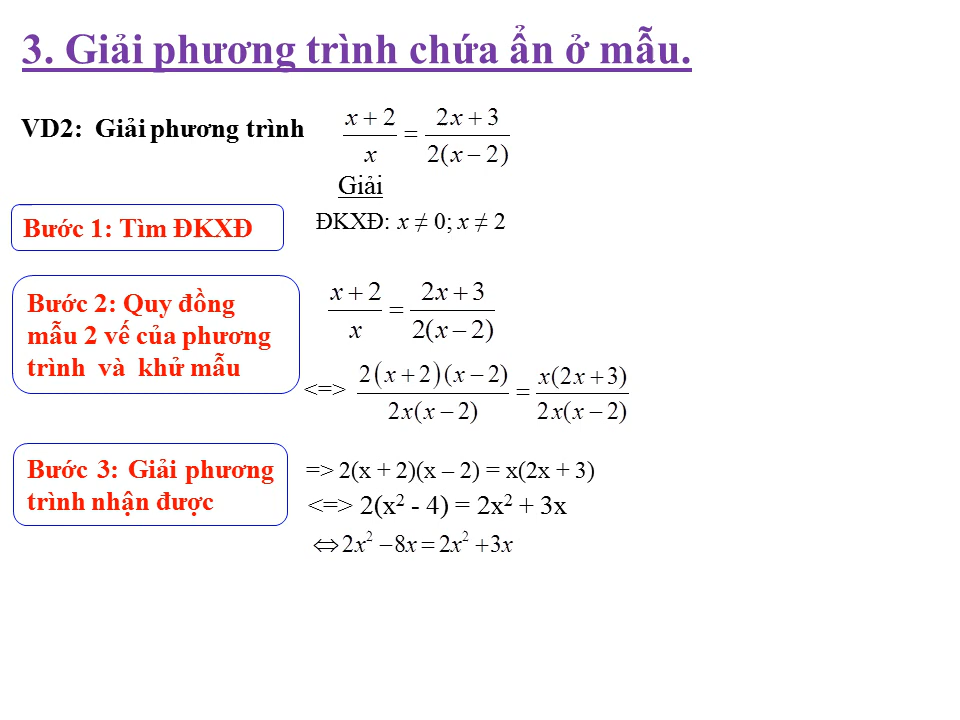 3. Giải phương trình chứa ẩn ở mẫu.
VD2: Giải phương trình (x + 2)/x = (2x + 3)/(2(x − 2))
Giải
Bước 1: Tìm ĐKXĐ
ĐKXĐ: x ≠ 0; x ≠ 2
Bước 2: Quy đồng
mẫu 2 vế của phương
trình và khử mẫu
(x + 2)/x = (2x + 3)/(2(x − 2))
<=> (2(x + 2)(x − 2))/(2x(x − 2)) = (x(2x + 3))/(2x(x − 2))
Bước 3: Giải phương
trình nhận được
=> 2(x + 2)(x – 2) = x(2x + 3)
<=> 2(x² - 4) = 2x² + 3x
⇔ 2x² − 8x = 2x² + 3x